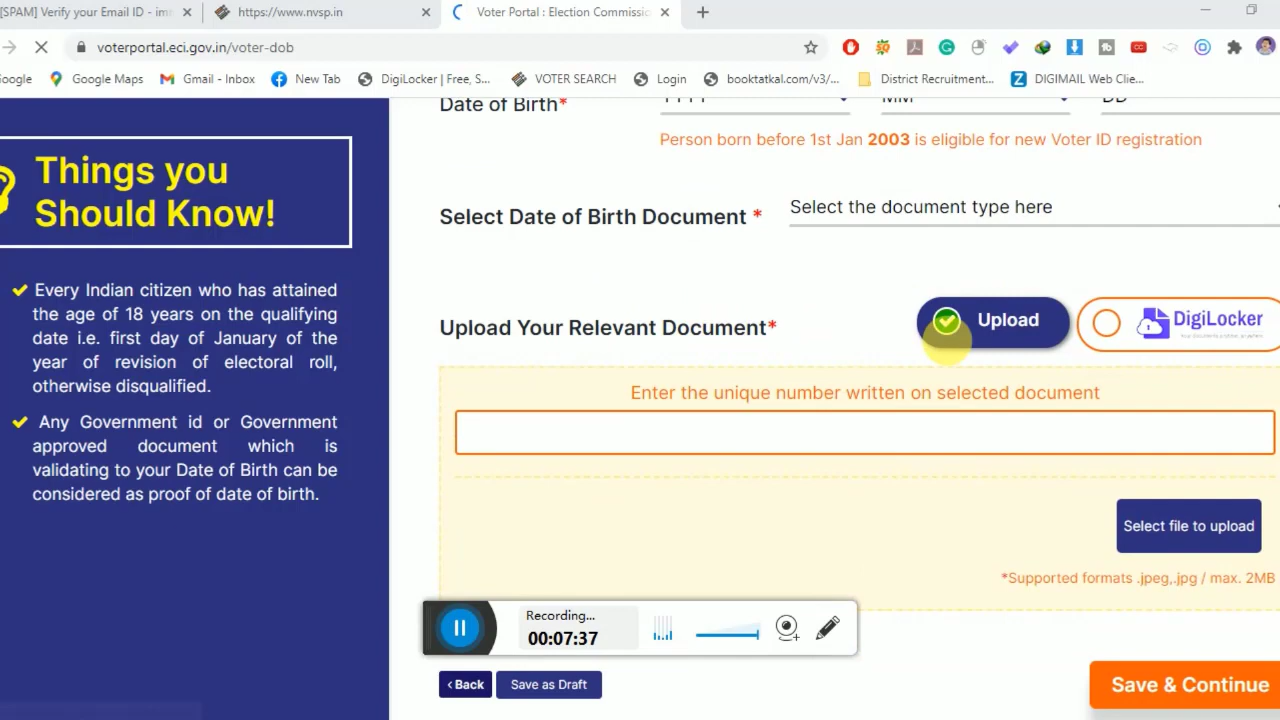 [SPAM] Verify your Email ID - im
https://www.nvsp.in
Voter Portal : Election Commissio
voterportal.eci.gov.in/voter-dob
oogle
Google Maps
Gmail - Inbox
New Tab
DigiLocker | Free, S...
VOTER SEARCH
Login
booktatkal.com/v3/...
District Recruitment...
DIGIMAIL Web Clie...
Things you
Should Know!
Every Indian citizen who has attained
the age of 18 years on the qualifying
date i.e. first day of January of the
year of revision of electoral roll,
otherwise disqualified.
Any Government id or Government
approved document which is
validating to your Date of Birth can be
considered as proof of date of birth.
Date of Birth*
YYYY
MM
DD
Person born before 1st Jan 2003 is eligible for new Voter ID registration
Select Date of Birth Document *
Select the document type here
Upload Your Relevant Document*
Upload
DigiLocker
Enter the unique number written on selected document
Select file to upload
*Supported formats .jpeg,.jpg / max. 2MB
Recording...
00:07:37
‹ Back
Save as Draft
Save & Continue